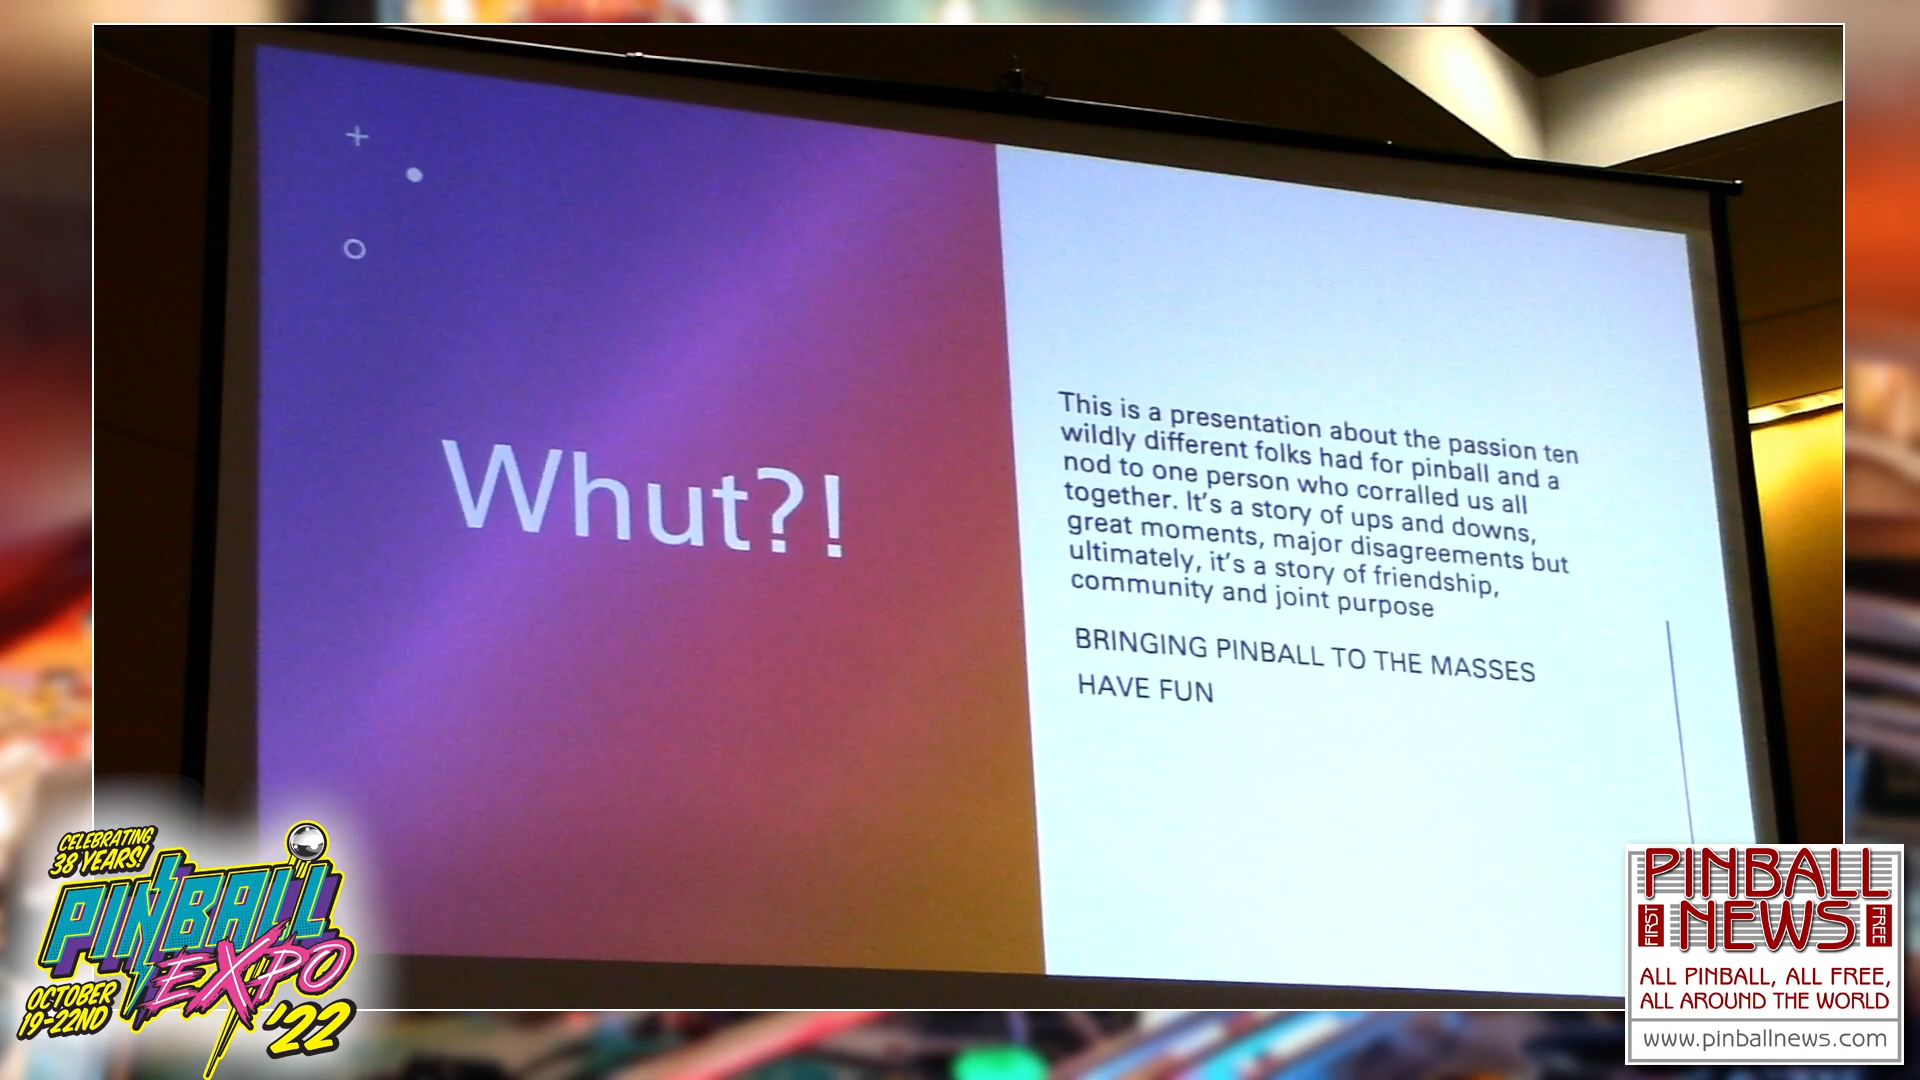 Whut?!
This is a presentation about the passion ten
wildly different folks had for pinball and a
nod to one person who corralled us all
together. It's a story of ups and downs,
great moments, major disagreements but
ultimately, it's a story of friendship,
community and joint purpose
BRINGING PINBALL TO THE MASSES
HAVE FUN
CELEBRATING
38 YEARS!
PINBALL
EXPO
OCTOBER
19-22ND
'22
PINBALL
FIRST NEWS FREE
ALL PINBALL, ALL FREE,
ALL AROUND THE WORLD
www.pinballnews.com